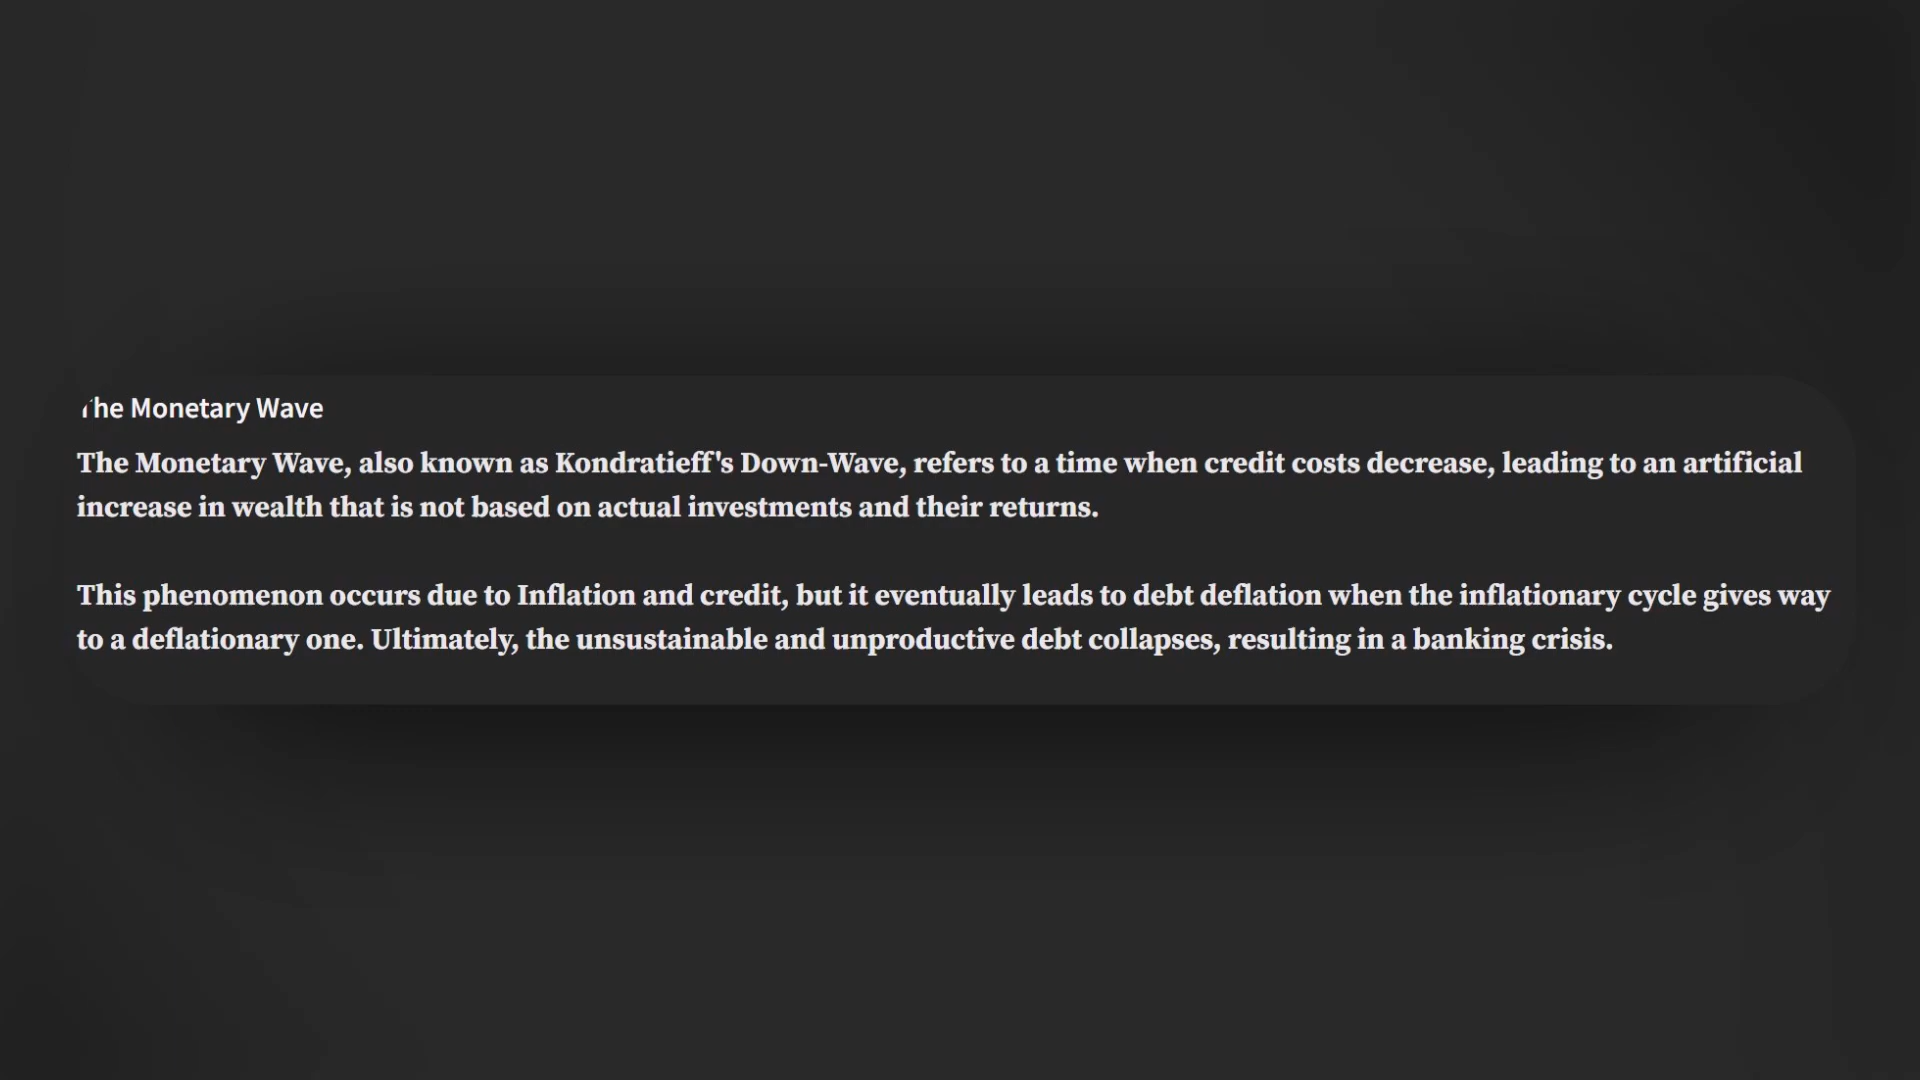 The Monetary Wave
The Monetary Wave, also known as Kondratieff's Down-Wave, refers to a time when credit costs decrease, leading to an artificial
increase in wealth that is not based on actual investments and their returns.
This phenomenon occurs due to Inflation and credit, but it eventually leads to debt deflation when the inflationary cycle gives way
to a deflationary one. Ultimately, the unsustainable and unproductive debt collapses, resulting in a banking crisis.